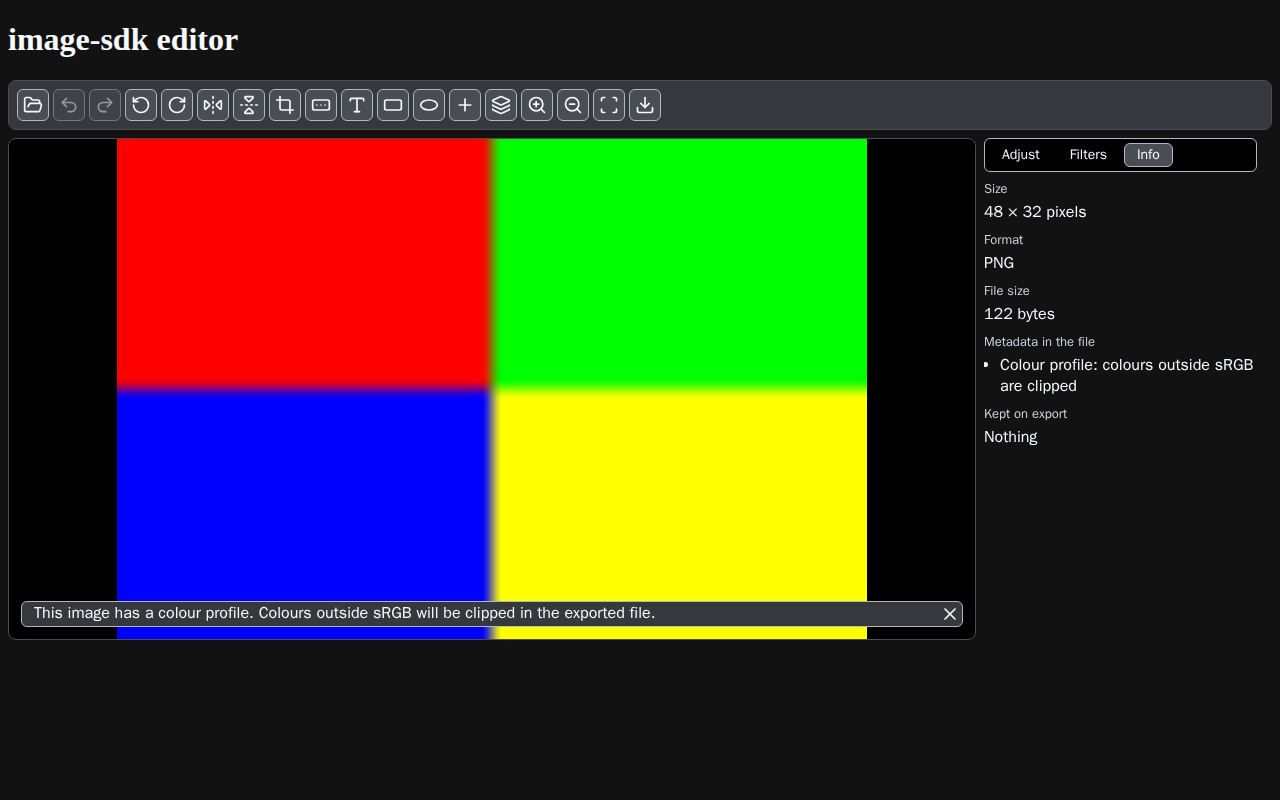 image-sdk editor
Adjust Filters Info
Size
48 × 32 pixels
Format
PNG
File size
122 bytes
Metadata in the file
• Colour profile: colours outside sRGB
are clipped
Kept on export
Nothing
This image has a colour profile. Colours outside sRGB will be clipped in the exported file.